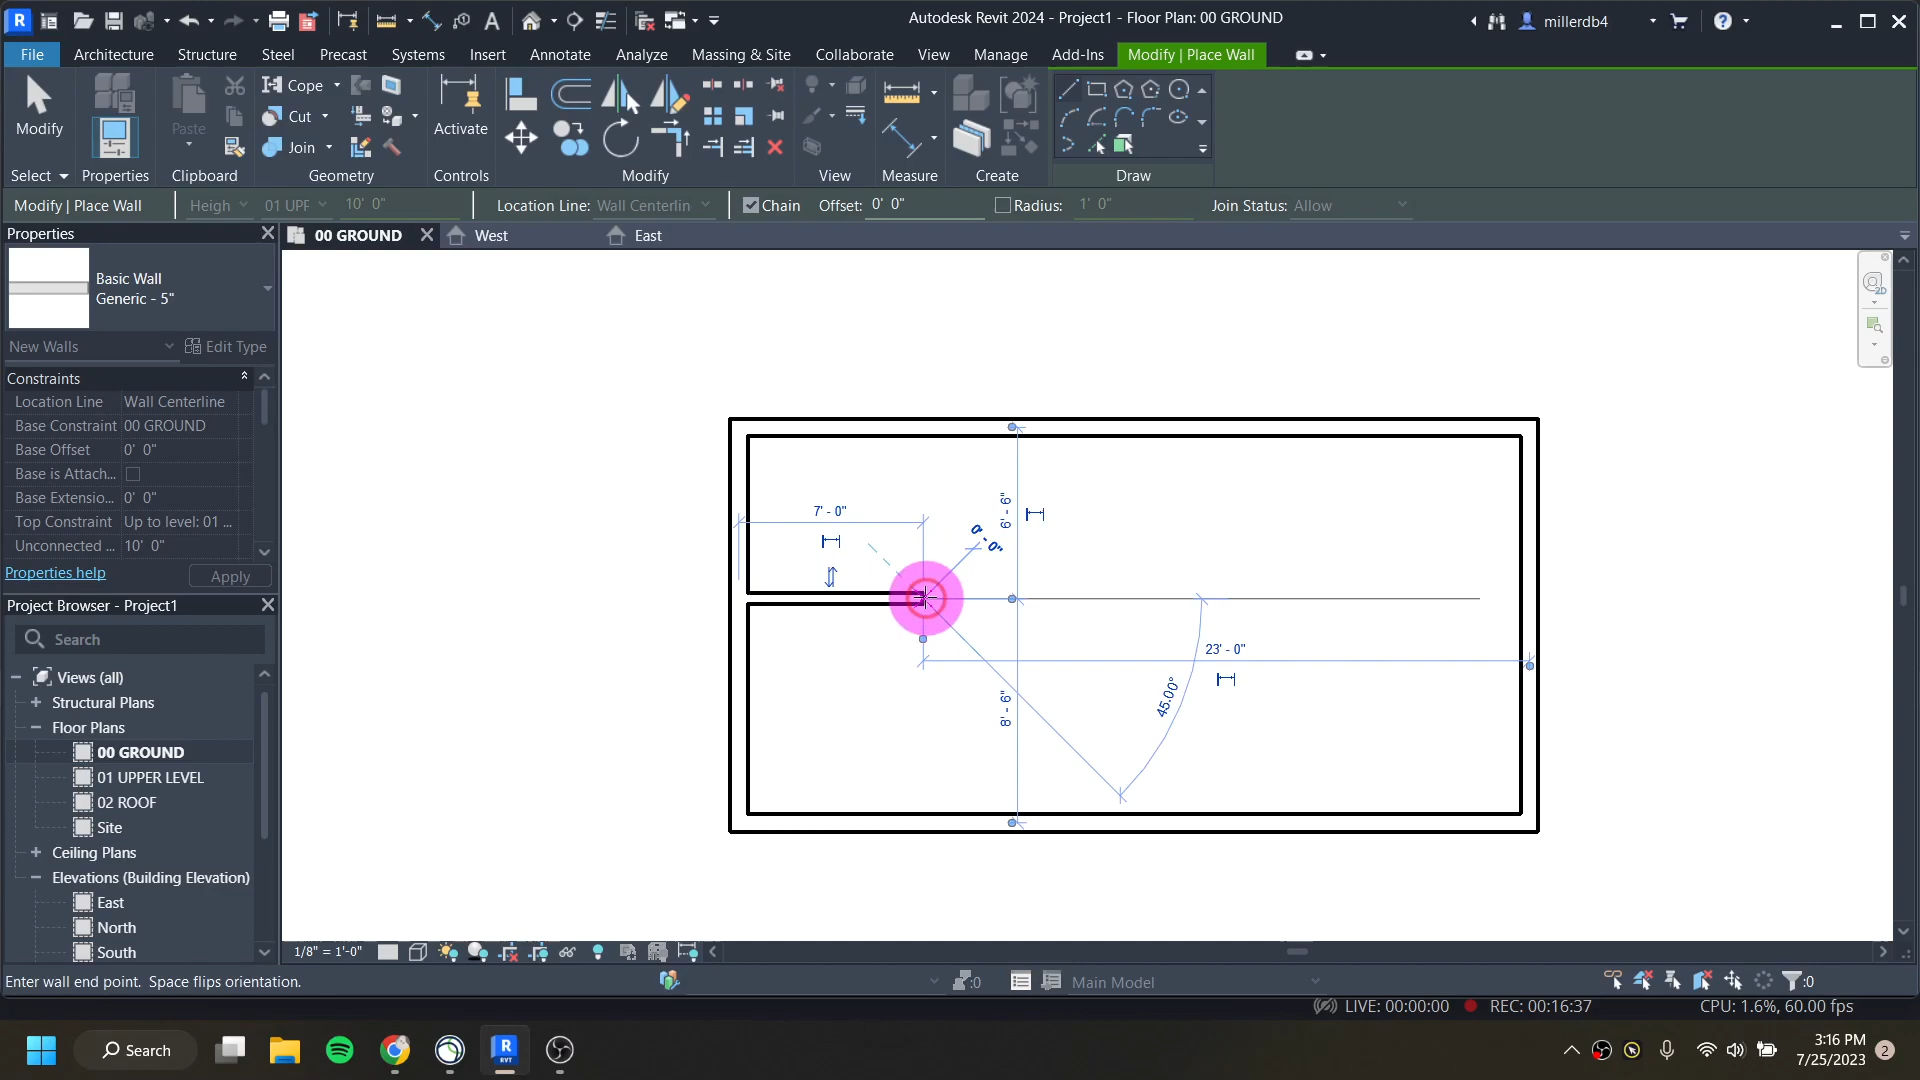 Autodesk Revit 2024 - Project1 - Floor Plan: 00 GROUND
millerdb4
File
Architecture
Structure
Steel
Precast
Systems
Insert
Annotate
Analyze
Massing & Site
Collaborate
View
Manage
Add-Ins
Modify | Place Wall
Modify
Paste
Cope
Cut
Join
Activate
Select
Properties
Clipboard
Geometry
Controls
Modify
View
Measure
Create
Draw
Modify | Place Wall
Heigh
01 UPF
10' 0"
Location Line:
Wall Centerlin
Chain
Offset:
0' 0"
Radius:
1' 0"
Join Status:
Allow
Properties
00 GROUND
West
East
Basic Wall
Generic - 5"
New Walls
Edit Type
Constraints
Location Line Wall Centerline
Base Constraint 00 GROUND
Base Offset 0' 0"
Base is Attach...
Base Extensio... 0' 0"
Top Constraint Up to level: 01 ...
Unconnected ... 10' 0"
Properties help
Apply
Project Browser - Project1
Search
Views (all)
Structural Plans
Floor Plans
00 GROUND
01 UPPER LEVEL
02 ROOF
Site
Ceiling Plans
Elevations (Building Elevation)
East
North
South
7' - 0"
0' - 0"
6' - 6"
23' - 0"
45.00°
8' - 6"
2D
1/8" = 1'-0"
Enter wall end point. Space flips orientation.
:0
Main Model
:0
LIVE: 00:00:00
REC: 00:16:37
CPU: 1.6%, 60.00 fps
Search
R
RVT
3:16 PM
7/25/2023
2